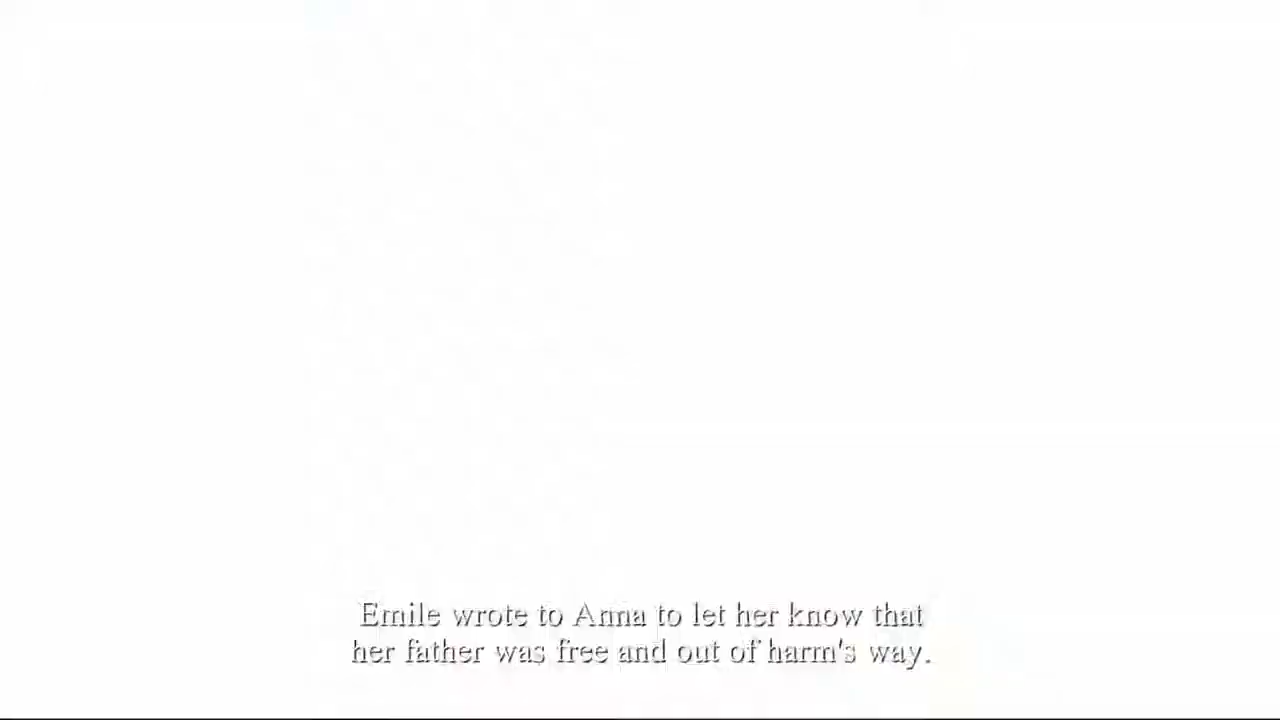 Emile wrote to Anna to let her know that
her father was free and out of harm's way.